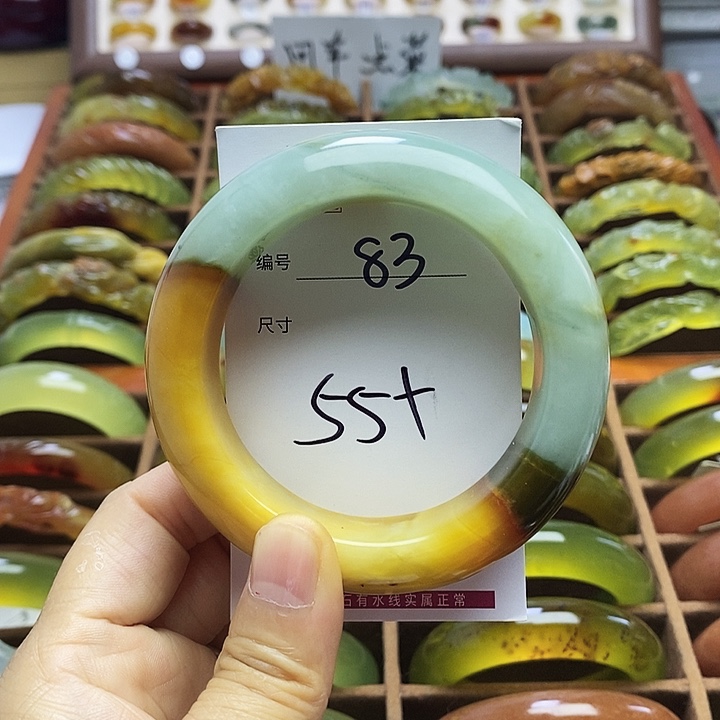 编号 83
尺寸
55+
石有水线实属正常